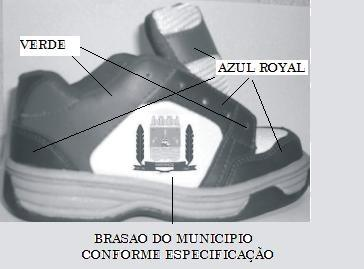 VERDE
AZUL ROYAL
BRASAO DO MUNICIPIO
CONFORME ESPECIFICAÇÃO